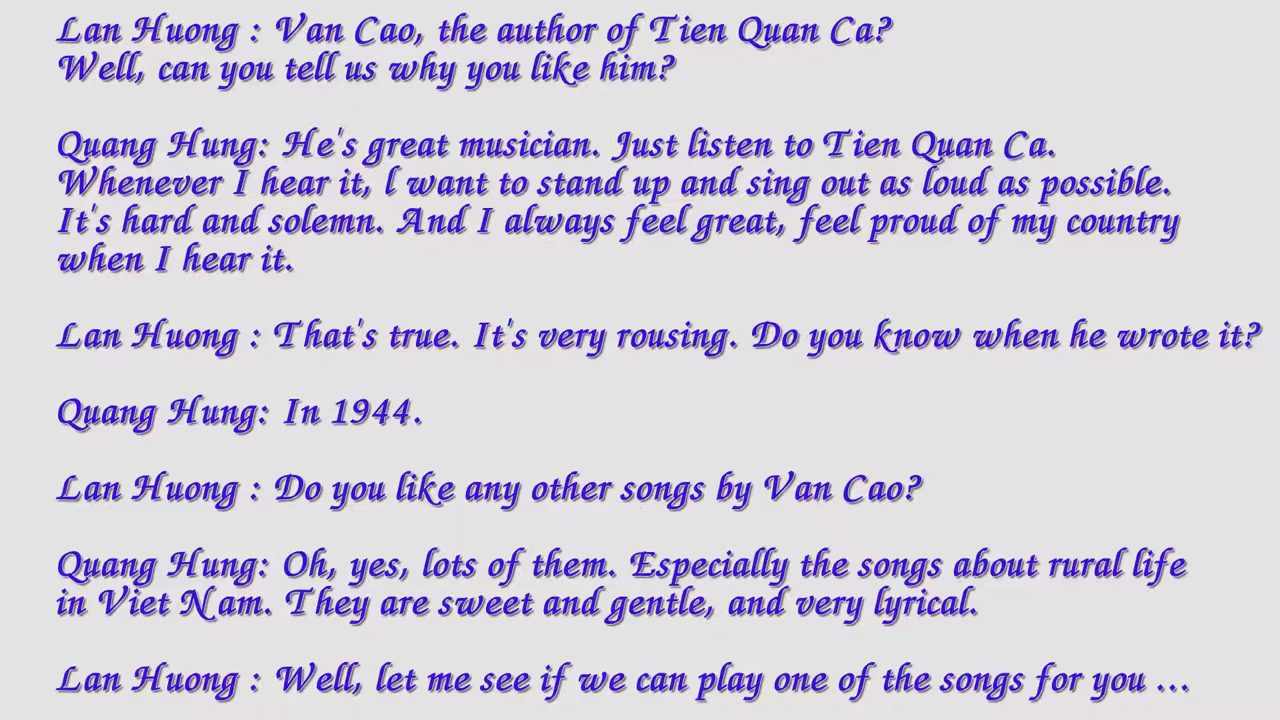 Lan Huong : Van Cao, the author of Tien Quan Ca?
Well, can you tell us why you like him?
Quang Hung: He's great musician. Just listen to Tien Quan Ca.
Whenever I hear it, l want to stand up and sing out as loud as possible.
It's hard and solemn. And I always feel great, feel proud of my country
when I hear it.
Lan Huong : That's true. It's very rousing. Do you know when he wrote it?
Quang Hung: In 1944.
Lan Huong : Do you like any other songs by Van Cao?
Quang Hung: Oh, yes, lots of them. Especially the songs about rural life
in Viet Nam. They are sweet and gentle, and very lyrical.
Lan Huong : Well, let me see if we can play one of the songs for you ...